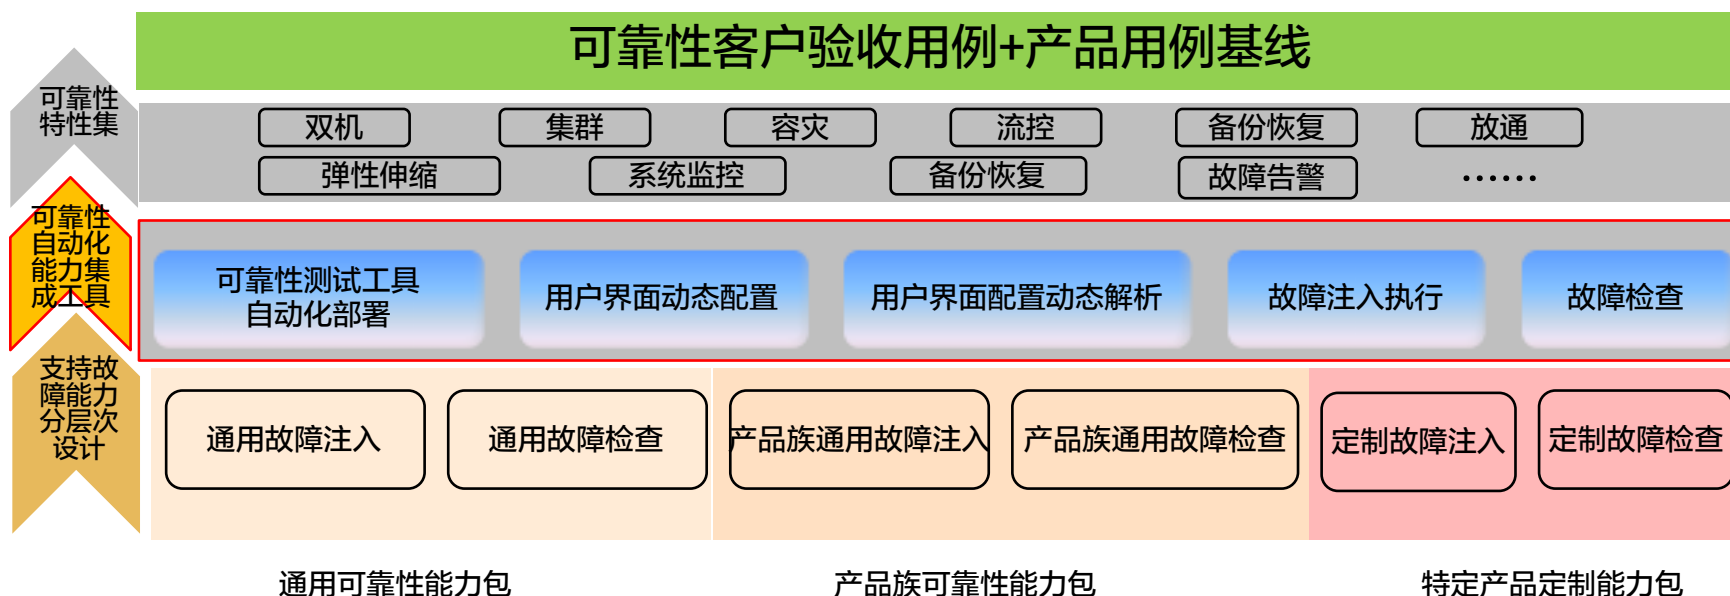 可靠性客户验收用例+产品用例基线
可靠性
特性集
双机
集群
容灾
流控
备份恢复
放通
弹性伸缩
系统监控
备份恢复
故障告警
······
可靠性
自动化
能力集
成工具
可靠性测试工具
自动化部署
用户界面动态配置
用户界面配置动态解析
故障注入执行
故障检查
支持故
障能力
分层次
设计
通用故障注入
通用故障检查
产品族通用故障注入
产品族通用故障检查
定制故障注入
定制故障检查
通用可靠性能力包
产品族可靠性能力包
特定产品定制能力包